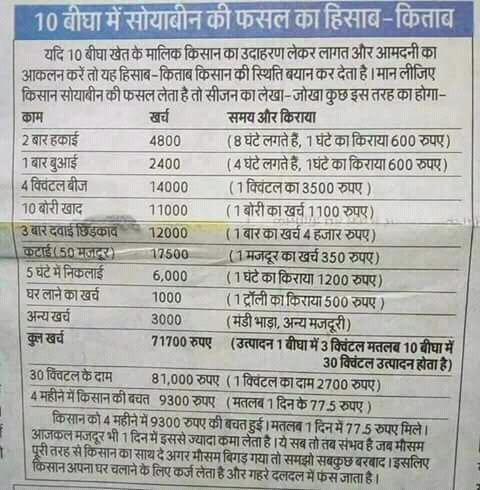 10 बीघा में सोयाबीन की फसल का हिसाब-किताब
यदि 10 बीघा खेत के मालिक किसान का उदाहरण लेकर लागत और आमदनी का
आकलन करें तो यह हिसाब-किताब किसान की स्थिति बयान कर देता है। मान लीजिए
किसान सोयाबीन की फसल लेता है तो सीजन का लेखा-जोखा कुछ इस तरह का होगा-
काम खर्च समय और किराया
2 बार हकाई 4800 (8 घंटे लगते हैं, 1 घंटे का किराया 600 रुपए)
1 बार बुआई 2400 (4 घंटे लगते हैं, 1घंटे का किराया 600 रुपए)
4 क्विंटल बीज 14000 (1 क्विंटल का 3500 रुपए)
10 बोरी खाद 11000 (1 बोरी का खर्च 1100 रुपए)
3 बार दवाई छिड़काव 12000 (1 बार का खर्च 4 हजार रुपए)
कटाई (50 मजदूर) 17500 (1 मजदूर का खर्च 350 रुपए)
5 घंटे में निकलाई 6,000 (1 घंटे का किराया 1200 रुपए)
घर लाने का खर्च 1000 (1 ट्रॉली का किराया 500 रुपए)
अन्य खर्च 3000 (मंडी भाड़ा, अन्य मजदूरी)
कुल खर्च 71700 रुपए (उत्पादन 1 बीघा में 3 क्विंटल मतलब 10 बीघा में
30 क्विंटल उत्पादन होता है)
30 क्विंटल के दाम 81,000 रुपए (1 क्विंटल का दाम 2700 रुपए)
4 महीने में किसान की बचत 9300 रुपए (मतलब 1 दिन के 77.5 रुपए)
किसान को 4 महीने में 9300 रुपए की बचत हुई। मतलब 1 दिन में 77.5 रुपए मिले।
आजकल मजदूर भी 1 दिन में इससे ज्यादा कमा लेता है। ये सब तो तब संभव है जब मौसम
पूरी तरह से किसान का साथ दे अगर मौसम बिगड़ गया तो समझो सबकुछ बरबाद। इसलिए
किसान अपना घर चलाने के लिए कर्ज लेता है और गहरे दलदल में फस जाता है।